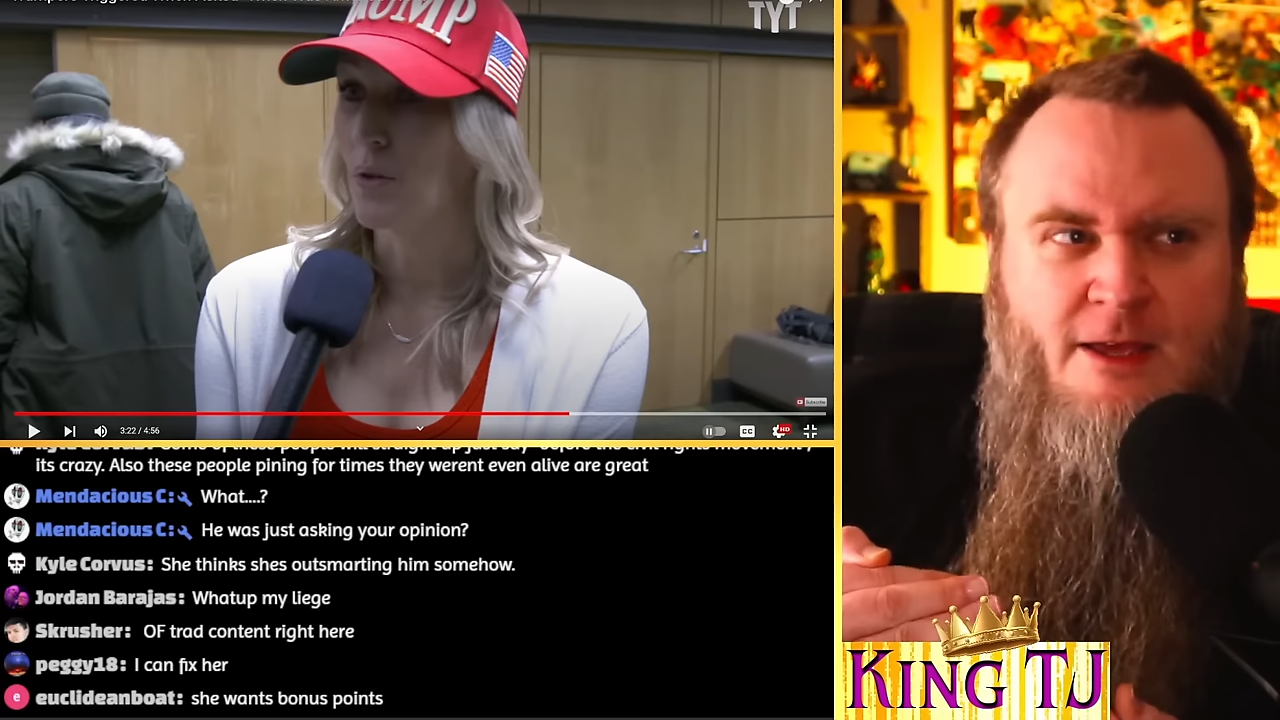 TRUMP
TYT
Subscribe
3:22 / 4:56
CC
HD
its crazy. Also these people pining for times they werent even alive are great
Mendacious C: What....?
Mendacious C: He was just asking your opinion?
Kyle Corvus: She thinks shes outsmarting him somehow.
Jordan Barajas: Whatup my liege
Skrusher: OF trad content right here
peggy18: I can fix her
e euclideanboat: she wants bonus points
KING TJ